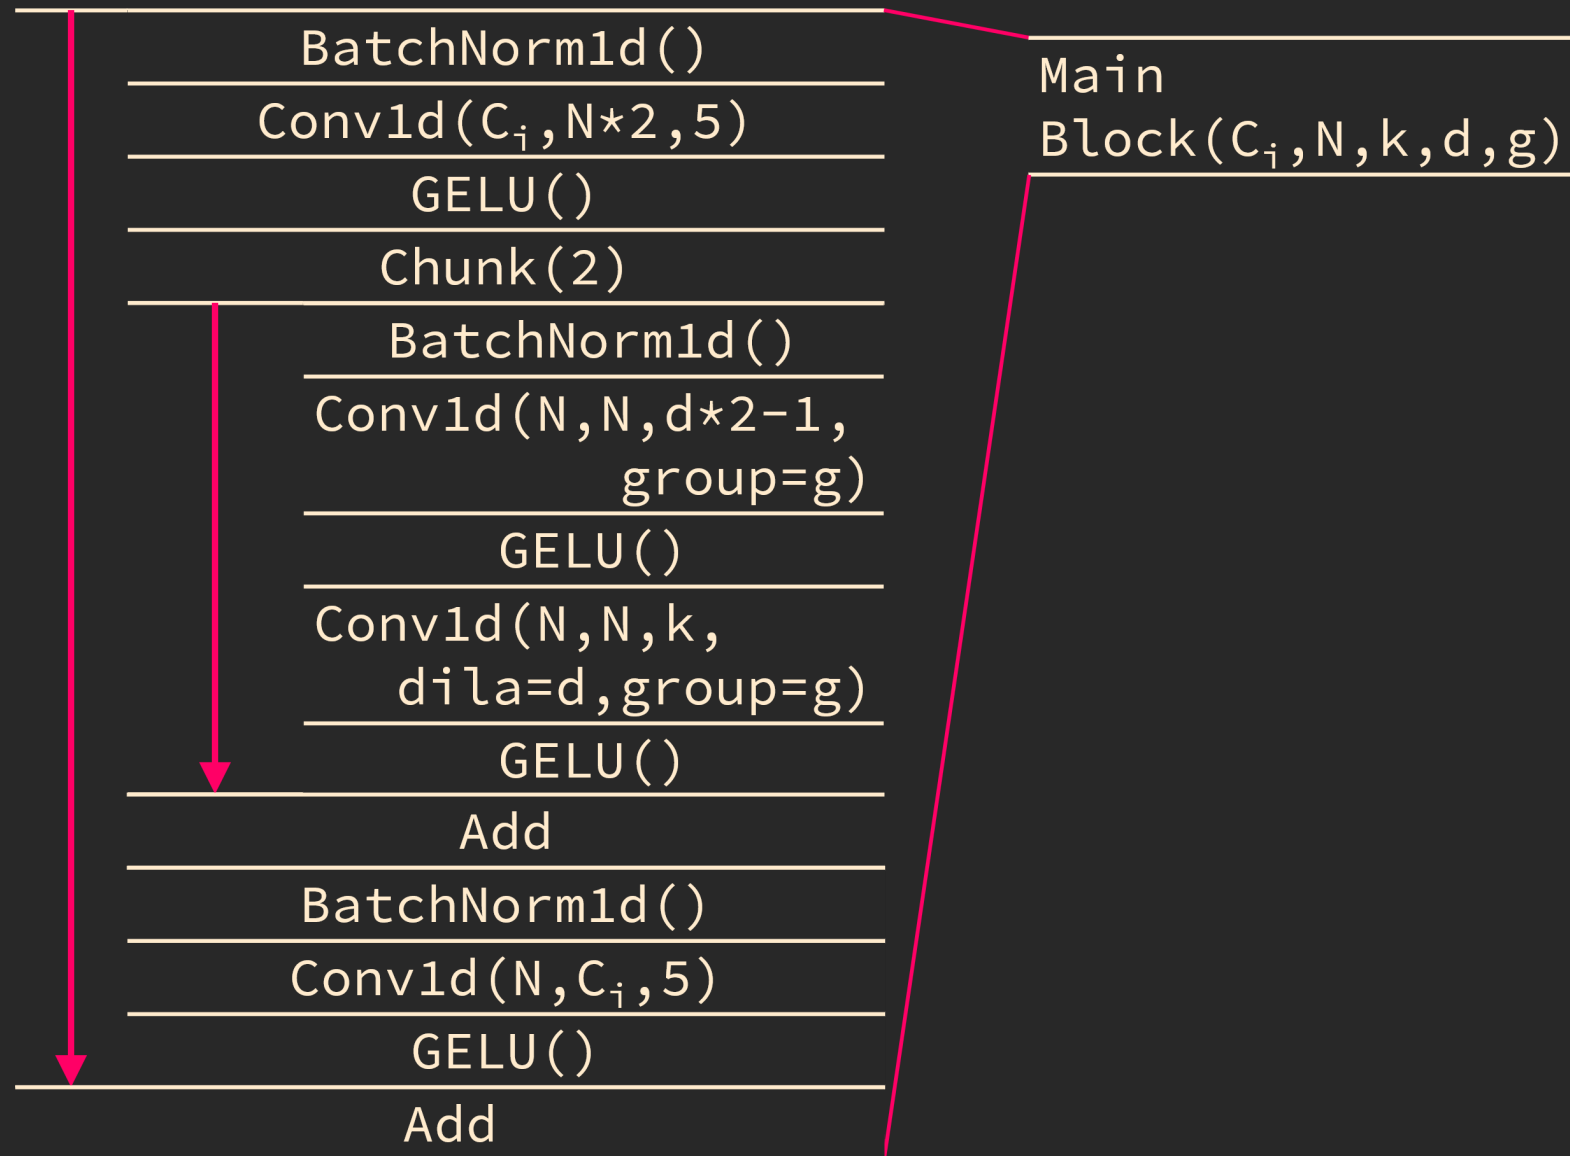 BatchNorm1d()
Conv1d(Cᵢ,N*2,5)
GELU()
Chunk(2)
BatchNorm1d()
Conv1d(N,N,d*2-1,
group=g)
GELU()
Conv1d(N,N,k,
dila=d,group=g)
GELU()
Add
BatchNorm1d()
Conv1d(N,Cᵢ,5)
GELU()
Add
Main
Block(Cᵢ,N,k,d,g)